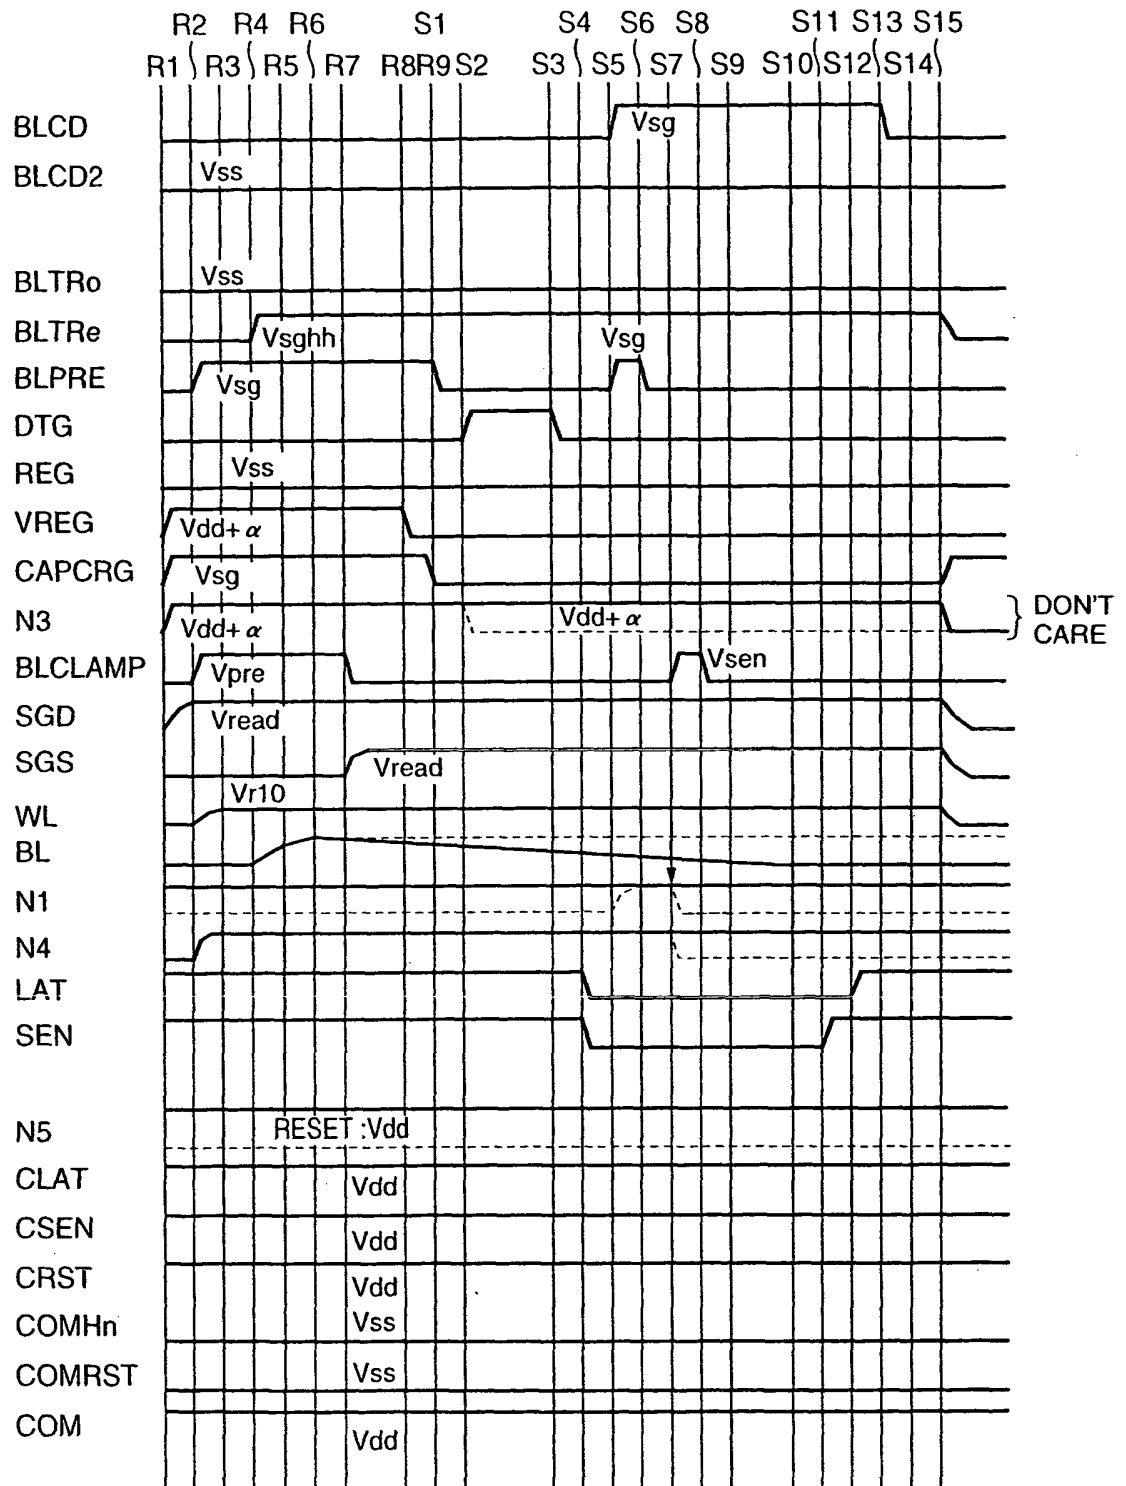 R2 R4 R6 S1 S4 S6 S8 S11 S13 S15
R1 R3 R5 R7 R8 R9 S2 S3 S5 S7 S9 S10 S12 S14
BLCD Vsg
BLCD2 Vss
BLTRo Vss
BLTRe Vsghh Vsg
BLPRE Vsg
DTG
REG Vss
VREG Vdd+α
CAPCRG Vsg
N3 Vdd+α Vdd+α } DON'T
CARE
BLCLAMP Vpre Vsen
SGD Vread
SGS Vread
Vr10
WL
BL
N1
N4
LAT
SEN
N5 RESET :Vdd
CLAT Vdd
CSEN Vdd
CRST Vdd
COMHn Vss
COMRST Vss
COM Vdd